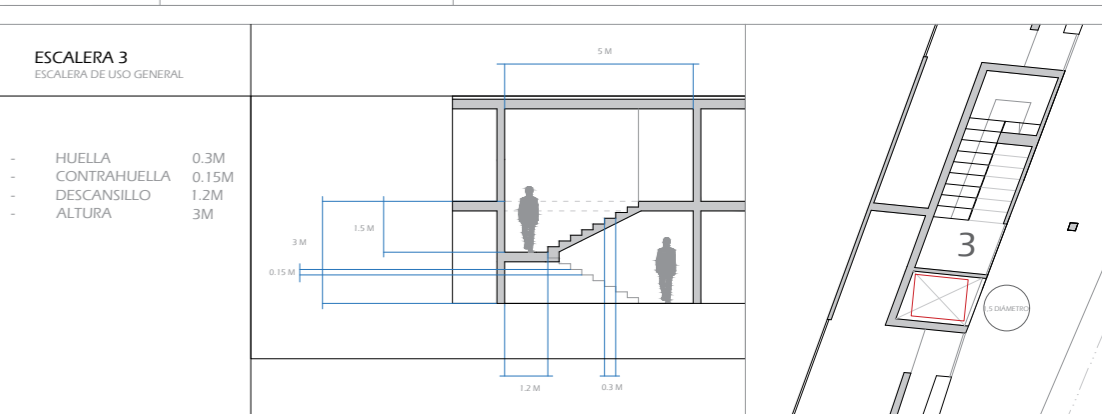 ESCALERA 3
ESCALERA DE USO GENERAL
- HUELLA 0.3M
- CONTRAHUELLA 0.15M
- DESCANSILLO 1.2M
- ALTURA 3M
5 M
1.5 M
3 M
0.15 M
1.2 M
0.3 M
3
1,5 DIÁMETRO